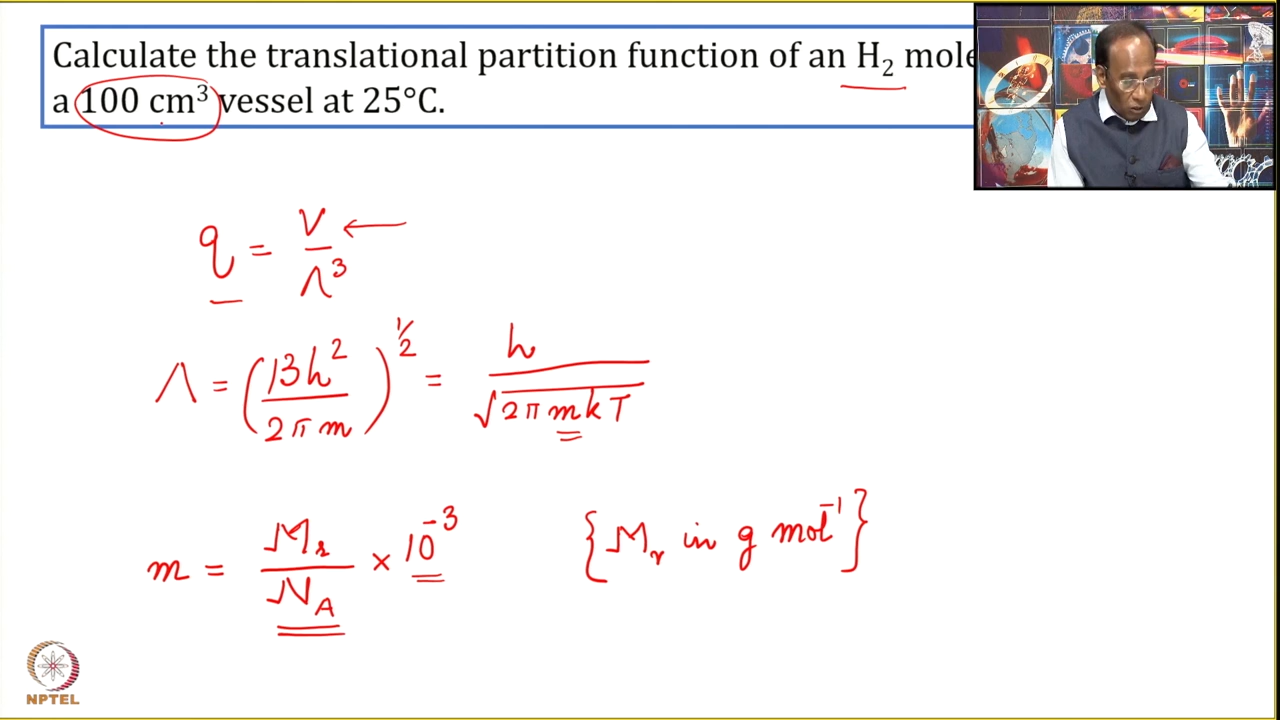 Calculate the translational partition function of an H₂ mole
a 100 cm³ vessel at 25°C.
q = V / Λ³ ←
Λ = (βh² / 2πm)^½ = h / √2πmkT
m = Mᵣ / N_A × 10⁻³ {Mᵣ in g mol⁻¹}
NPTEL